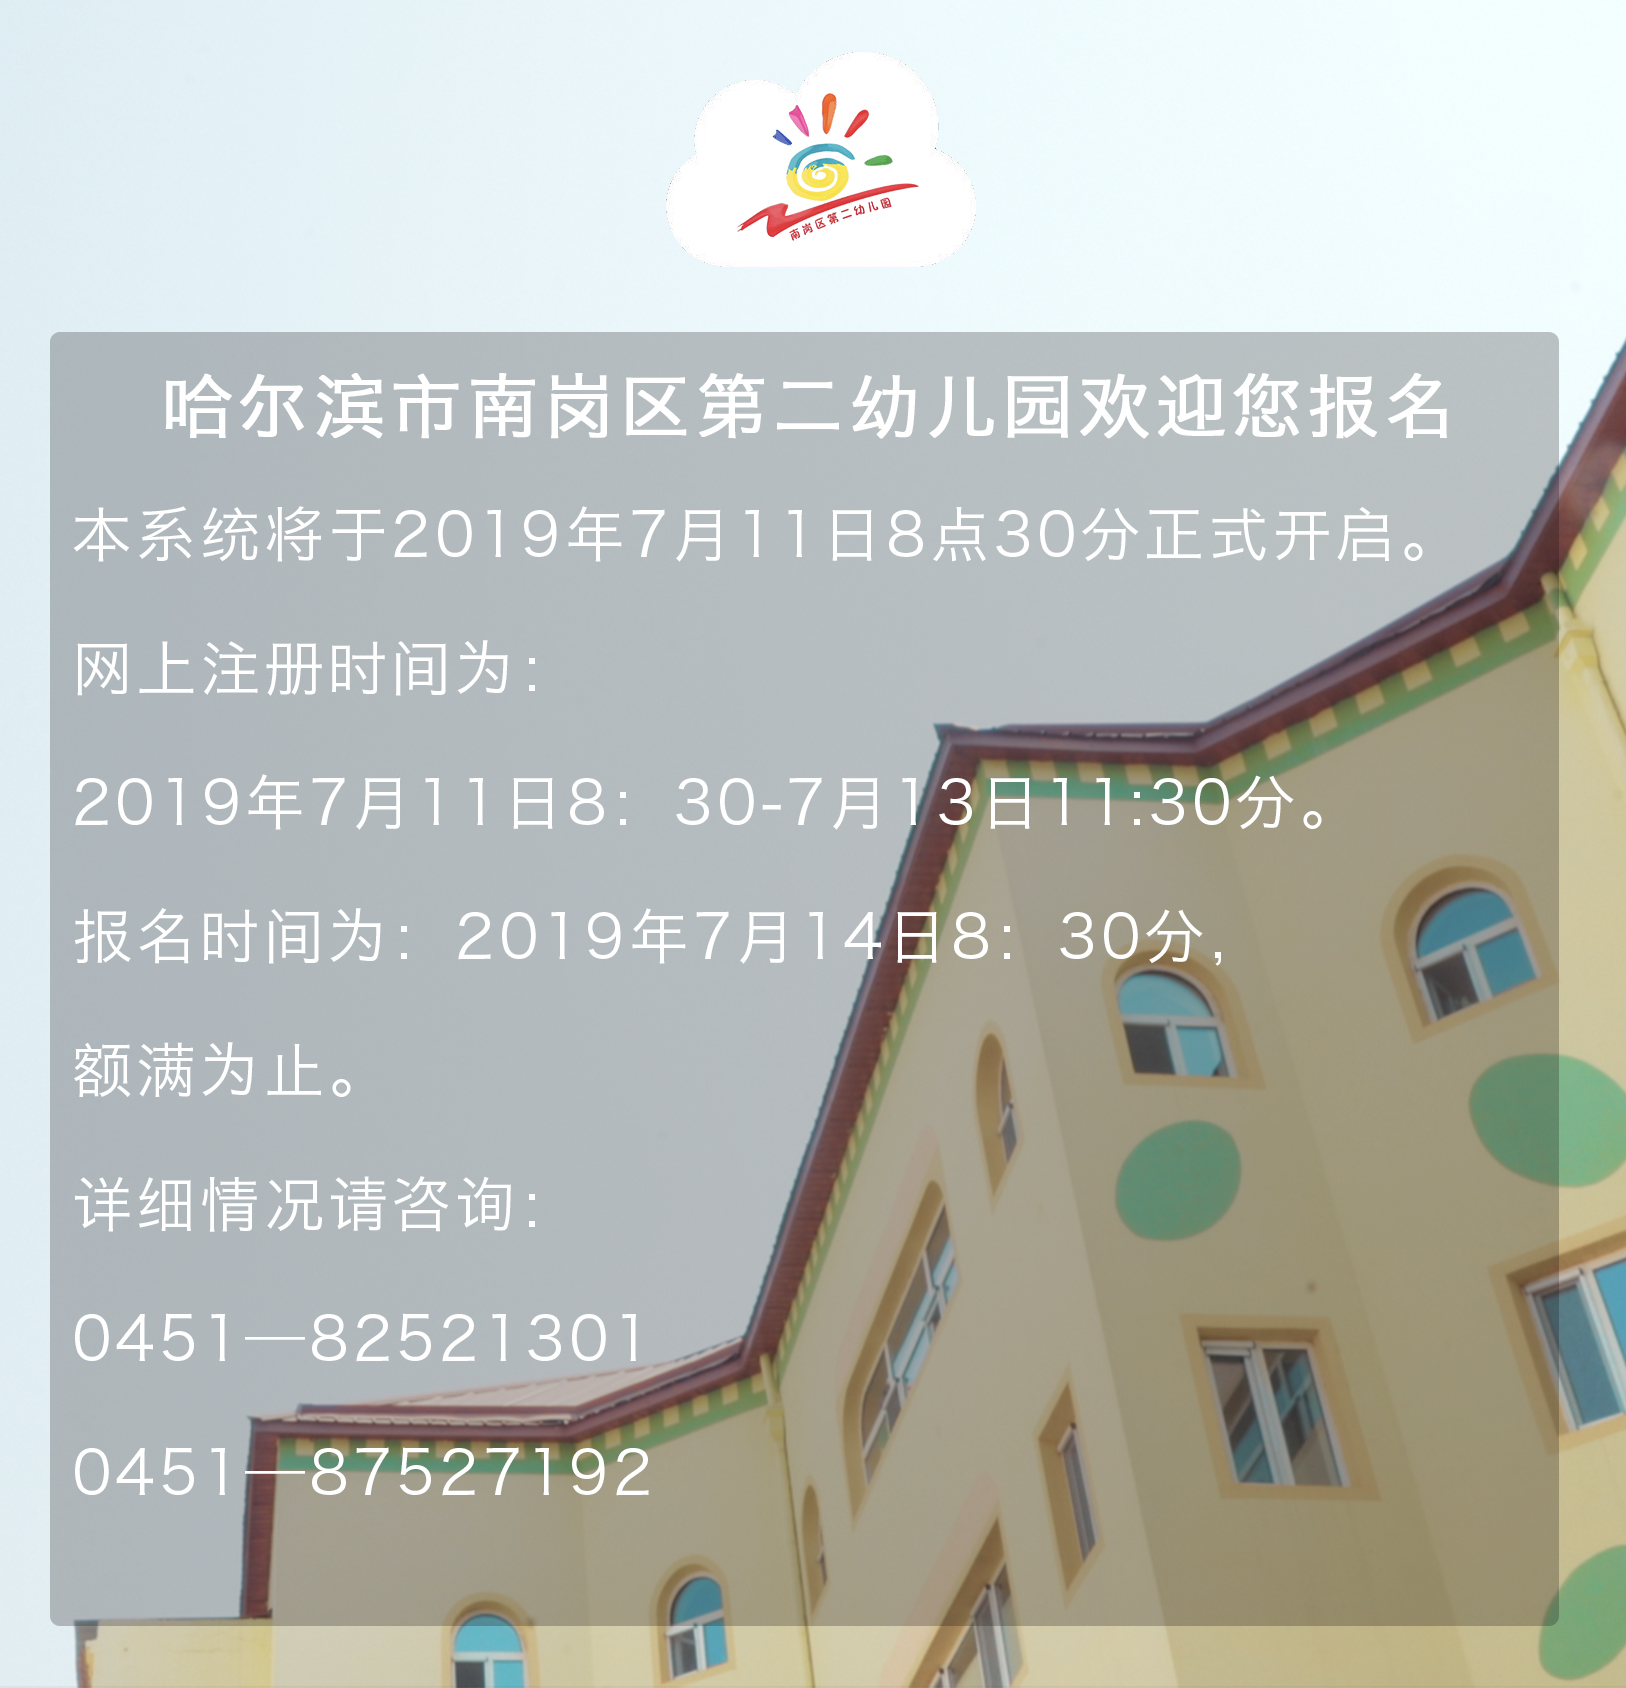 南岗区第二幼儿园
哈尔滨市南岗区第二幼儿园欢迎您报名
本系统将于2019年7月11日8点30分正式开启。
网上注册时间为：
2019年7月11日8：30-7月13日11:30分。
报名时间为：2019年7月14日8：30分，
额满为止。
详细情况请咨询：
0451—82521301
0451—87527192